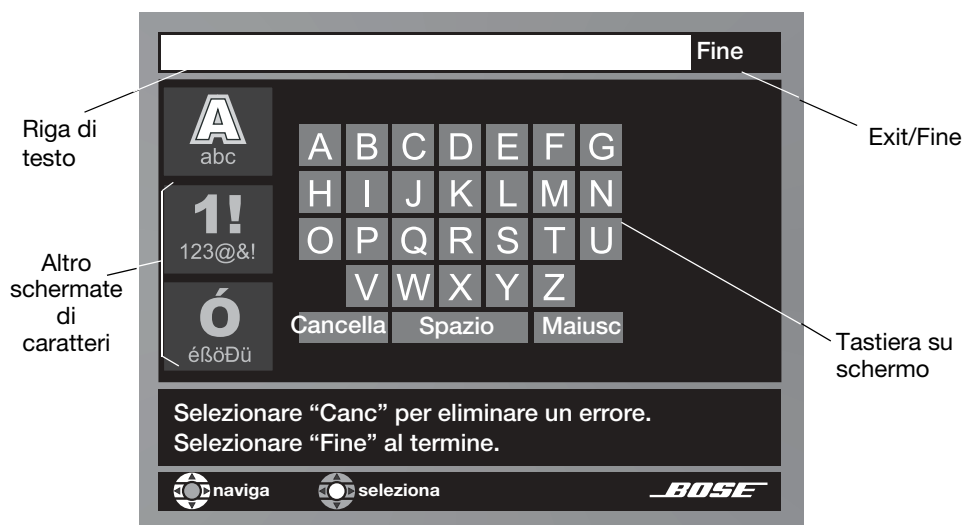 Fine
Riga di
testo
Exit/Fine
A
abc
A B C D E F G
H I J K L M N
1!
123@&!
O P Q R S T U
Altro
schermate
di
caratteri
V W X Y Z
Ó
éßöÐü
Cancella Spazio Maiusc
Tastiera su
schermo
Selezionare “Canc” per eliminare un errore.
Selezionare “Fine” al termine.
naviga seleziona BOSE